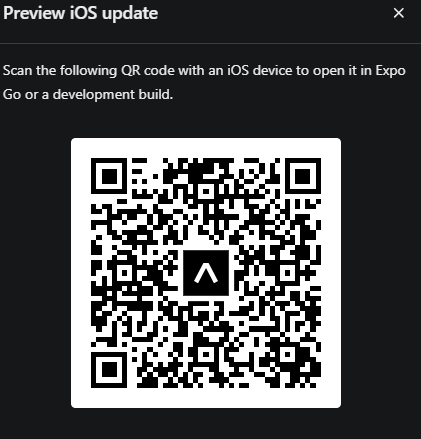 Preview iOS update
Scan the following QR code with an iOS device to open it in Expo
Go or a development build.